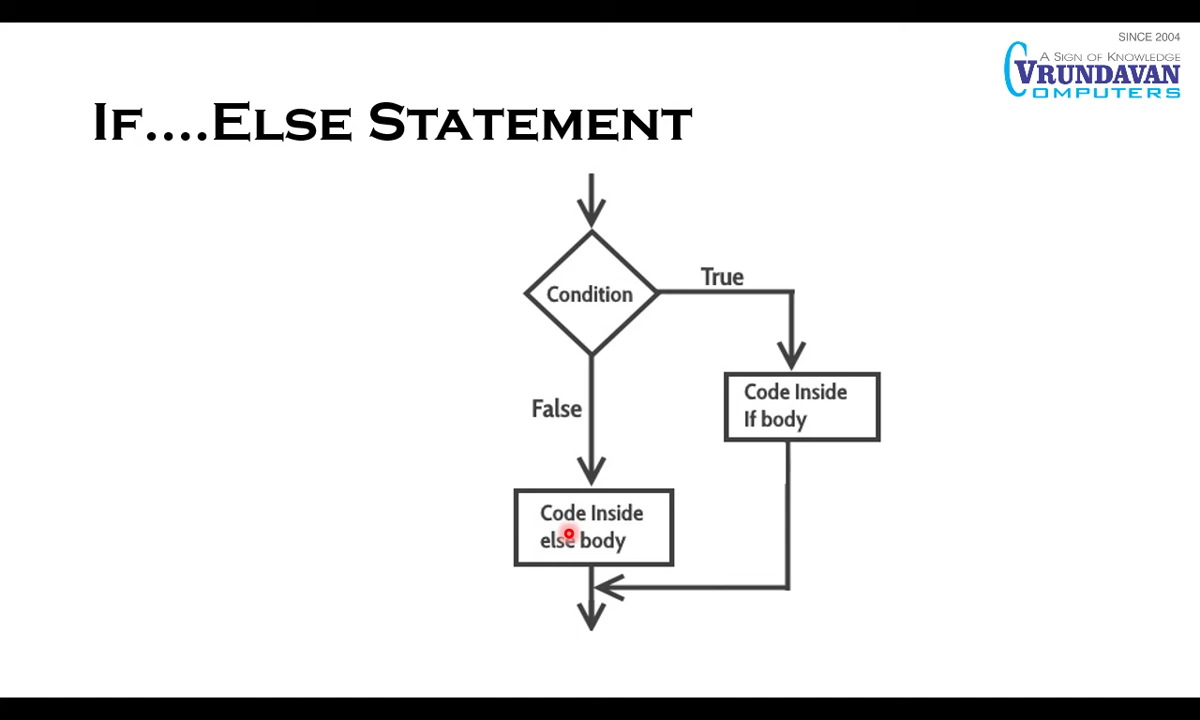 SINCE 2004
A Sign of Knowledge
Vrundavan
Computers
If....Else Statement
Condition
True
Code Inside
If body
False
Code Inside
else body